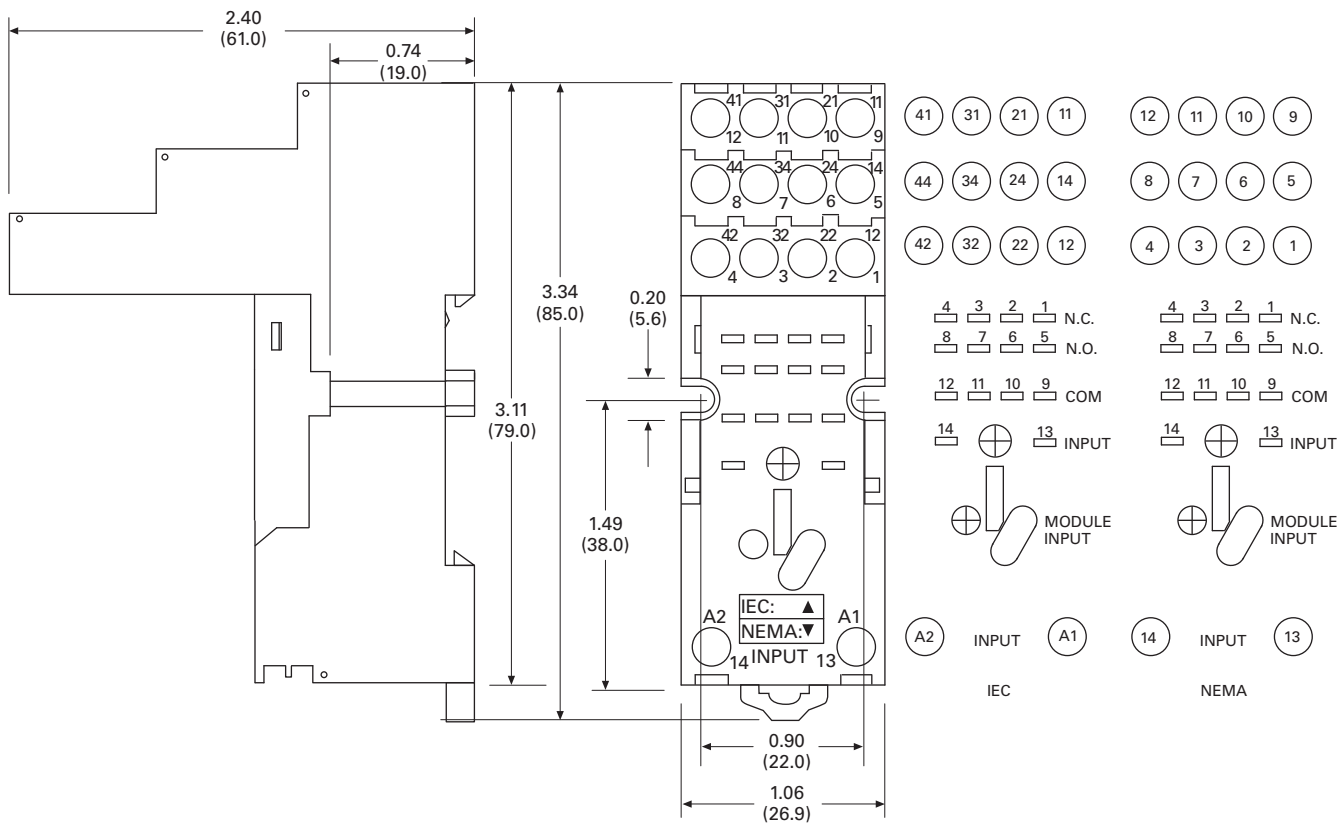 2.40
(61.0)
0.74
(19.0)
3.34
(85.0)
3.11
(79.0)
0.20
(5.6)
1.49
(38.0)
0.90
(22.0)
1.06
(26.9)
41 31 21 11
12 11 10 9
44 34 24 14
8 7 6 5
42 32 22 12
4 3 2 1
IEC: ▲
NEMA:▼
A2 A1
14 INPUT 13
41 31 21 11
44 34 24 14
42 32 22 12
4 3 2 1 N.C.
8 7 6 5 N.O.
12 11 10 9 COM
14 13 INPUT
MODULE
INPUT
A2 INPUT A1
IEC
12 11 10 9
8 7 6 5
4 3 2 1
4 3 2 1 N.C.
8 7 6 5 N.O.
12 11 10 9 COM
14 13 INPUT
MODULE
INPUT
14 INPUT 13
NEMA